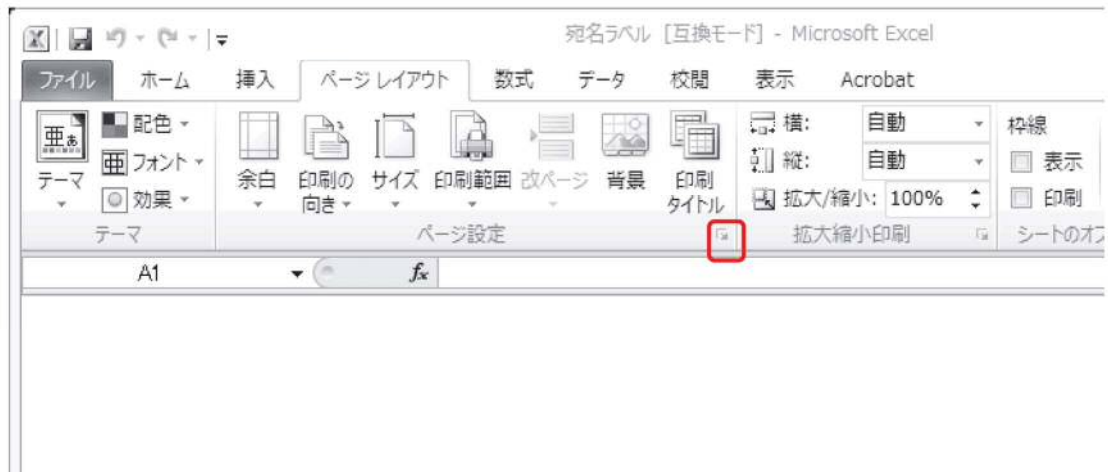 宛名ラベル [互換モード] - Microsoft Excel
ファイル ホーム 挿入 ページ レイアウト 数式 データ 校閲 表示 Acrobat
亜ぁ
テーマ
配色
亜 フォント
効果
テーマ
余白
印刷の
向き
サイズ
印刷範囲
改ページ
背景
印刷
タイトル
ページ設定
横: 自動
縦: 自動
拡大/縮小: 100%
拡大縮小印刷
枠線
表示
印刷
シートのオプ
A1 fx